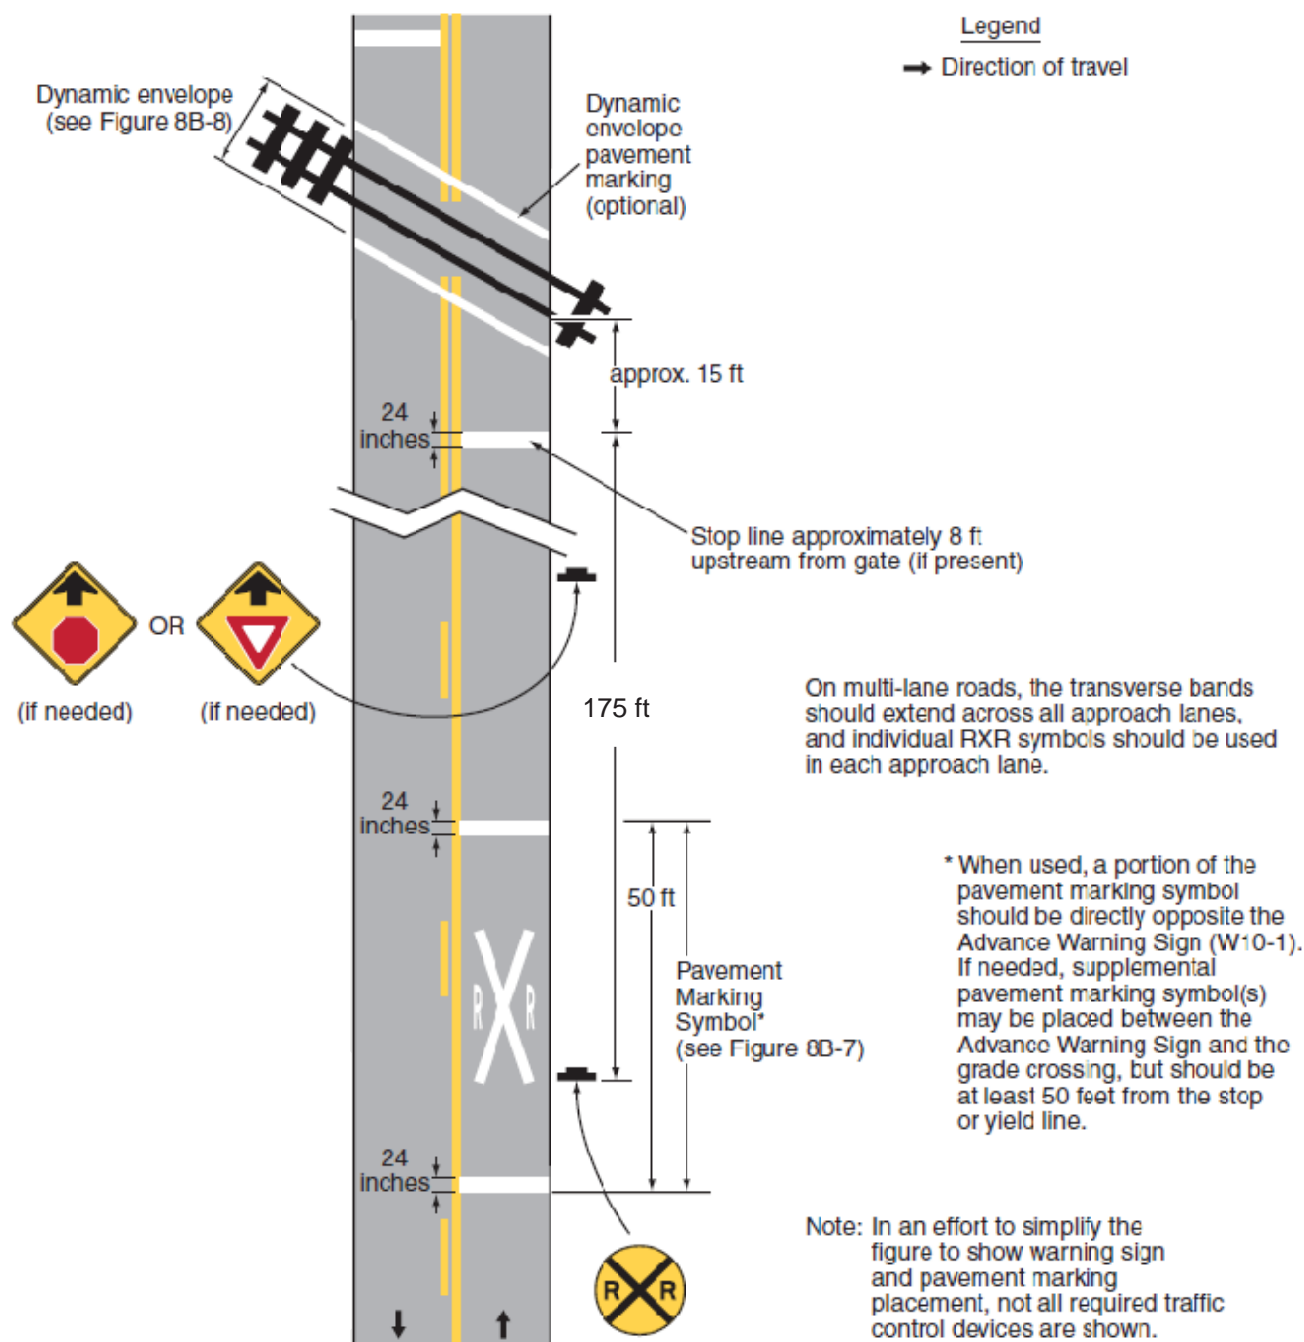 Legend
Direction of travel
Dynamic envelope
(see Figure 8B-8)
Dynamic
envelope
pavement
marking
(optional)
approx. 15 ft
24
inches
Stop line approximately 8 ft
upstream from gate (if present)
OR
(if needed)
(if needed)
175 ft
On multi-lane roads, the transverse bands
should extend across all approach lanes,
and individual RXR symbols should be used
in each approach lane.
24
inches
50 ft
* When used, a portion of the
pavement marking symbol
should be directly opposite the
Advance Warning Sign (W10-1).
If needed, supplemental
pavement marking symbol(s)
may be placed between the
Advance Warning Sign and the
grade crossing, but should be
at least 50 feet from the stop
or yield line.
Pavement
Marking
Symbol*
(see Figure 8B-7)
R R
24
inches
R R
Note: In an effort to simplify the
figure to show warning sign
and pavement marking
placement, not all required traffic
control devices are shown.